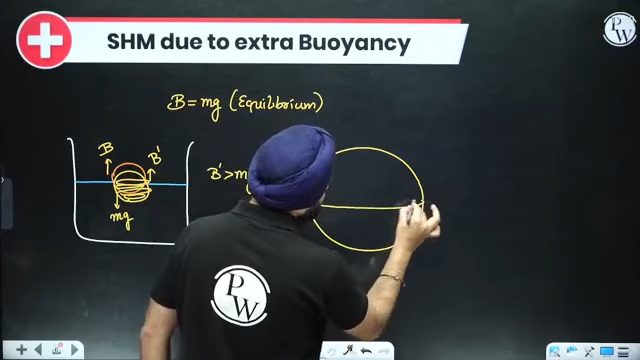 SHM due to extra Buoyancy
PW
B = mg (Equilibrium)
B
B'
B' > m
mg
PW